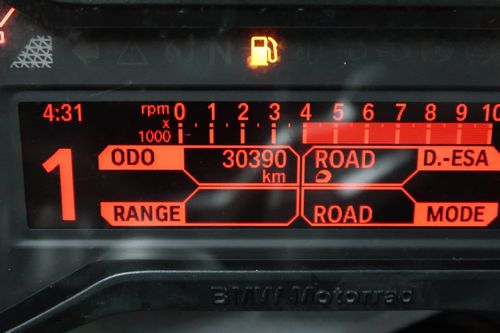 4:31 rpm 0 1 2 3 4 5 6 7 8 9 10
x
1000
1 ODO 30390 ROAD D.-ESA
km
RANGE ROAD MODE
BMW Motorrad